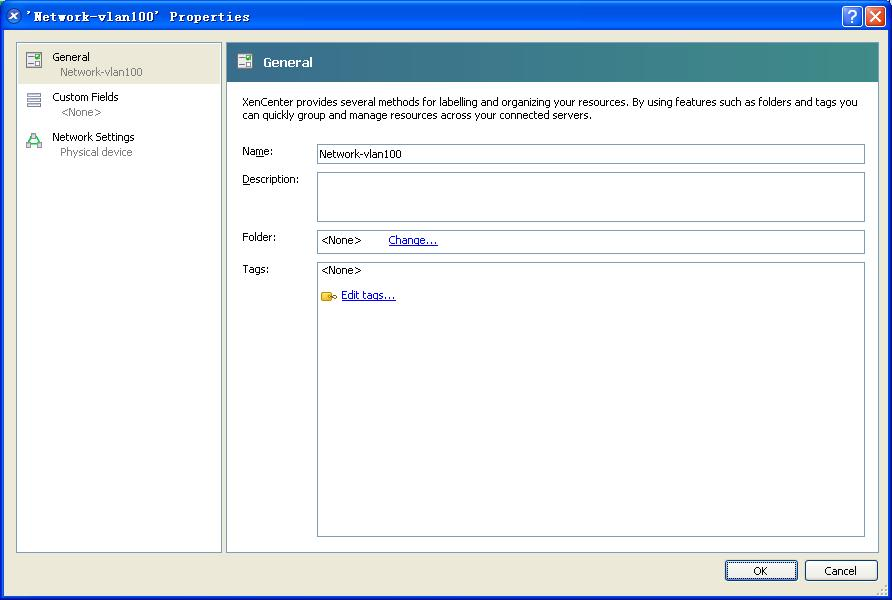 'Network-vlan100' Properties
General
Network-vlan100
Custom Fields
<None>
Network Settings
Physical device
General
XenCenter provides several methods for labelling and organizing your resources. By using features such as folders and tags you
can quickly group and manage resources across your connected servers.
Name:
Network-vlan100
Description:
Folder:
<None> Change...
Tags:
<None>
Edit tags...
OK
Cancel